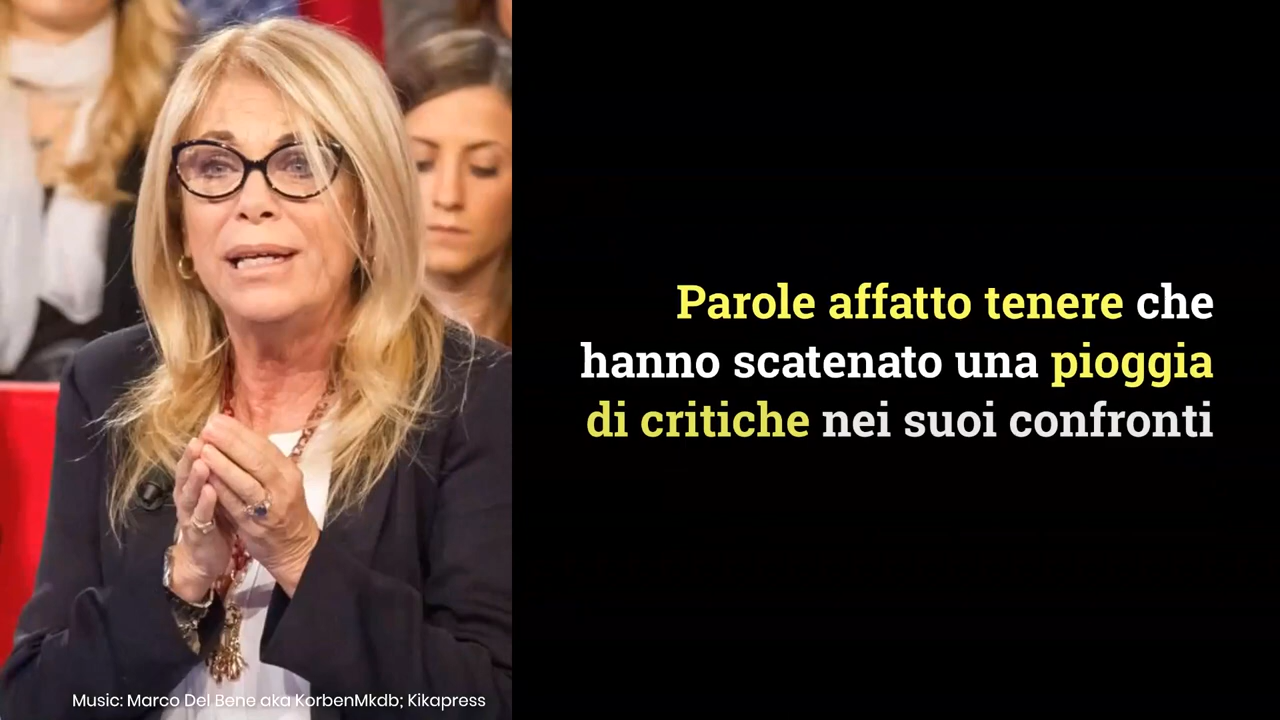 Parole affatto tenere che
hanno scatenato una pioggia
di critiche nei suoi confronti
Music: Marco Del Bene aka KorbenMkdb; Kikapress